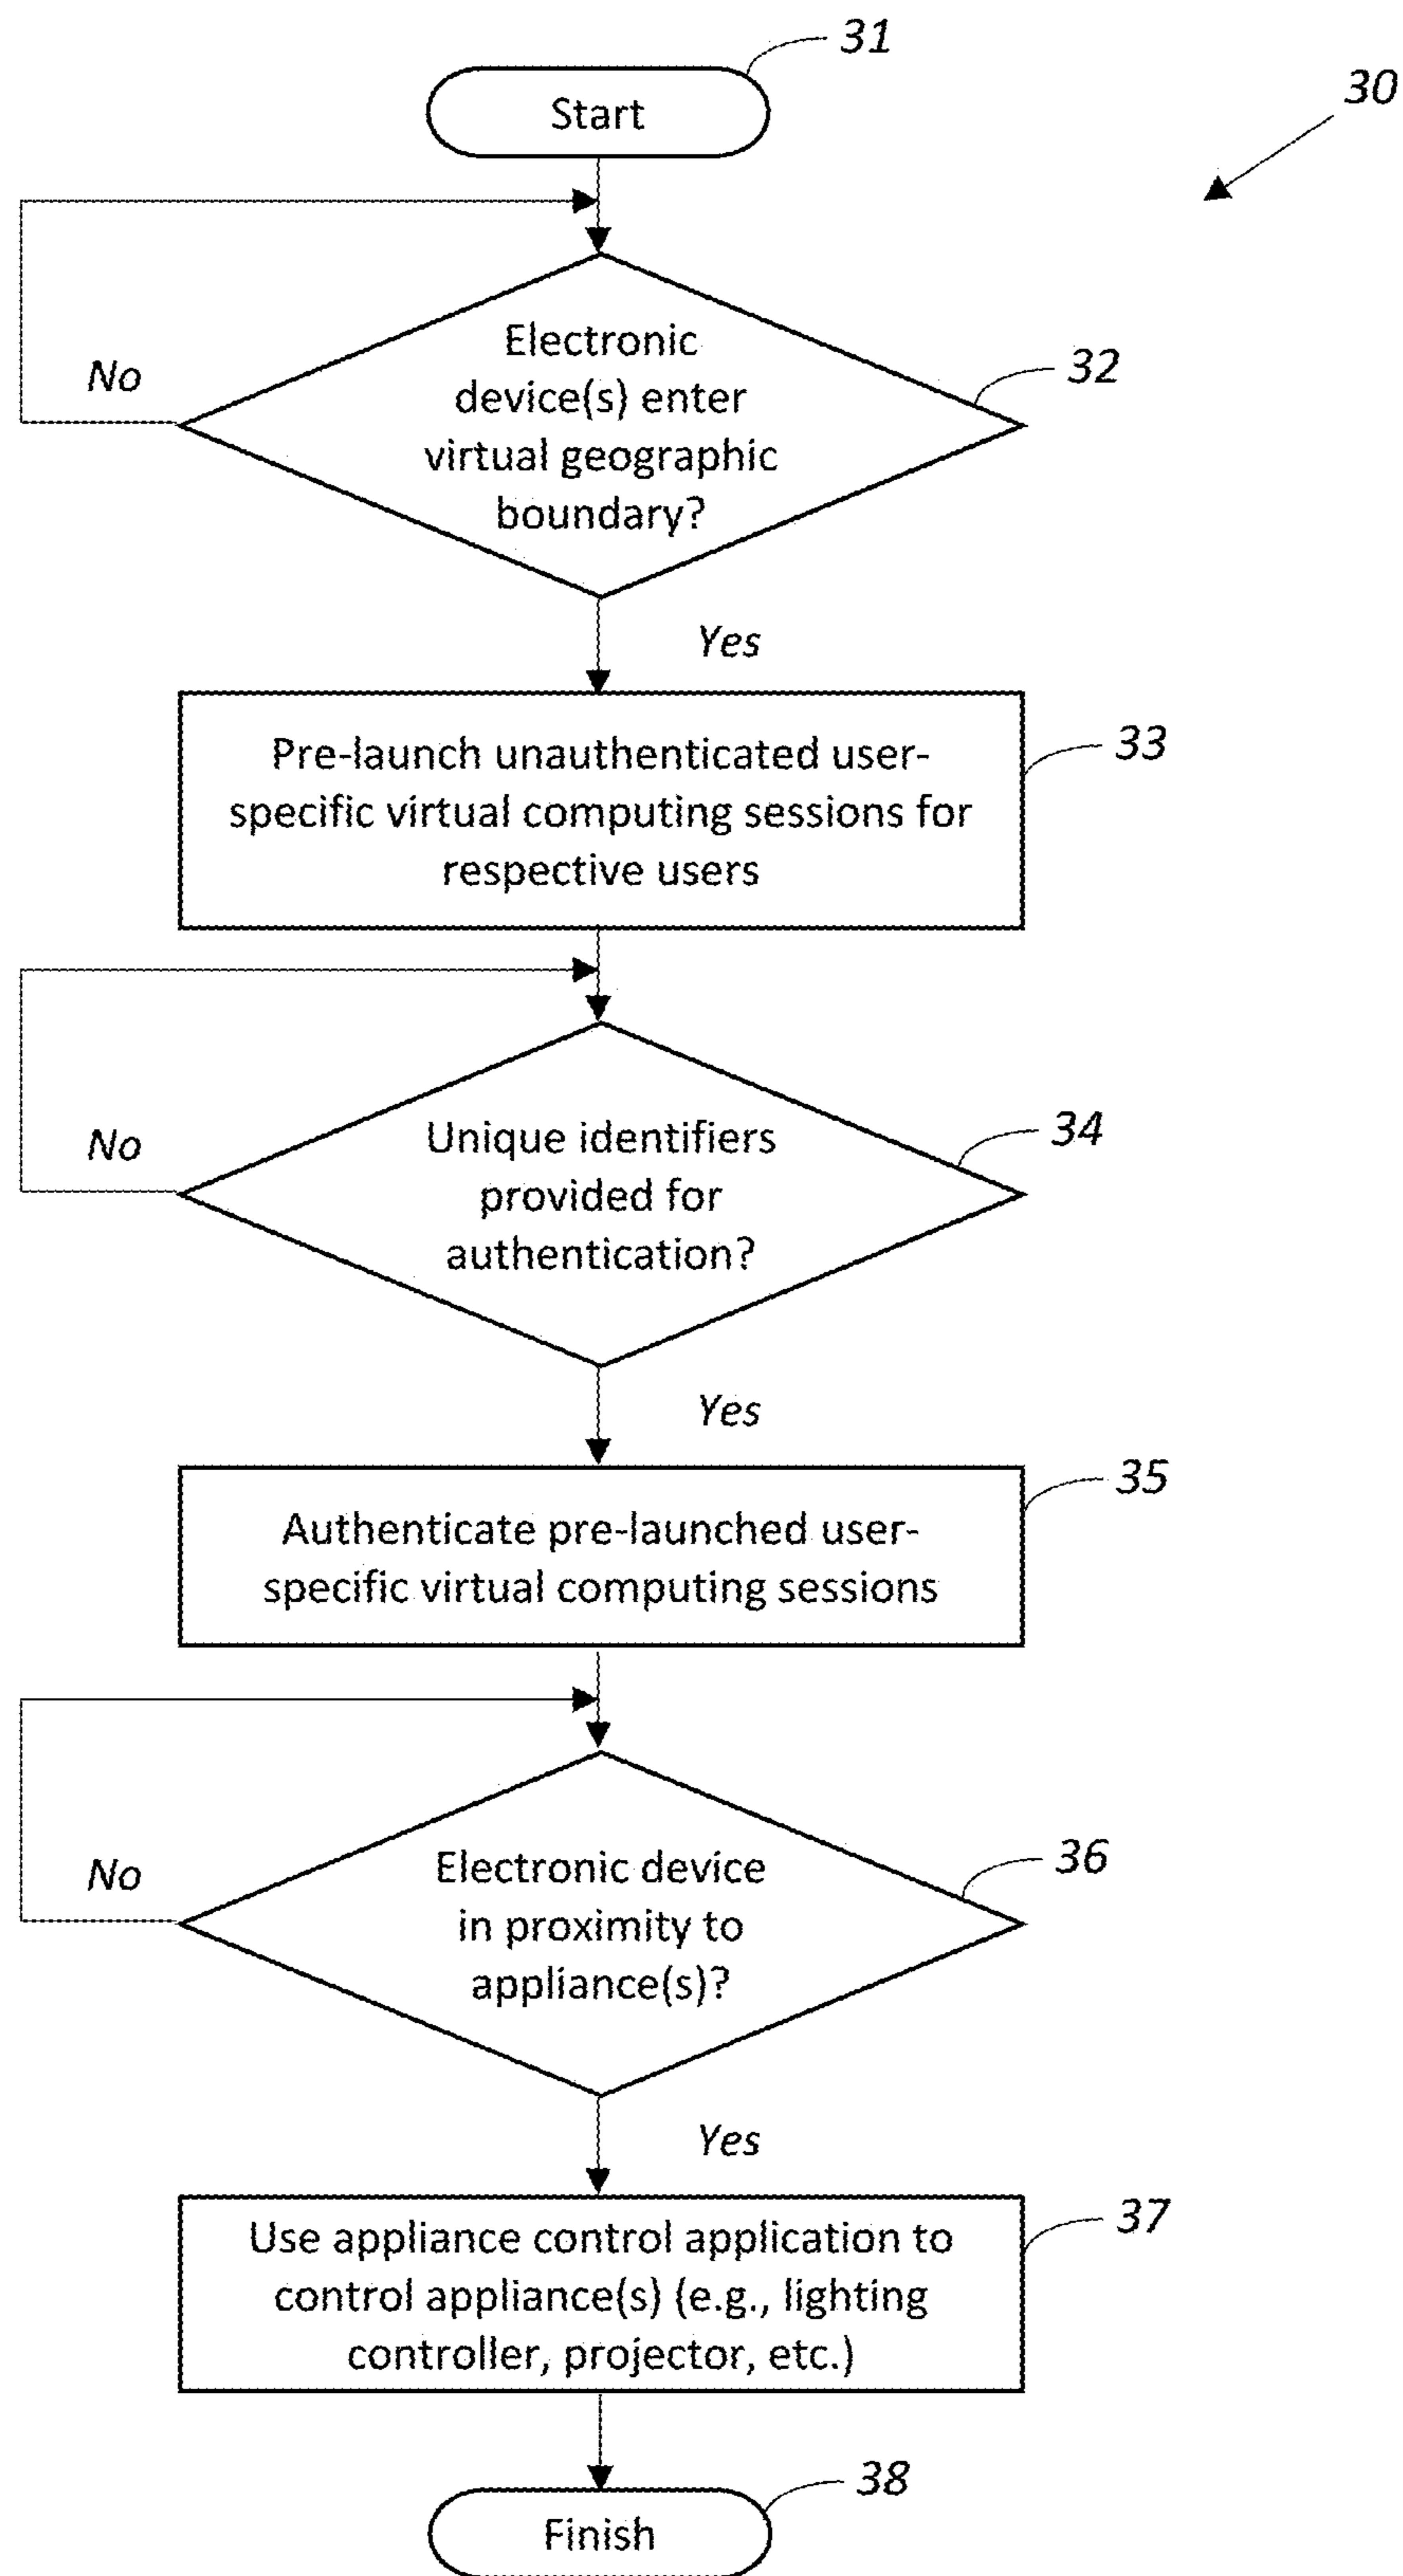 31
Start
30
Electronic
device(s) enter
virtual geographic
boundary?
32
No
Yes
Pre-launch unauthenticated user-
specific virtual computing sessions for
respective users
33
Unique identifiers
provided for
authentication?
34
No
Yes
Authenticate pre-launched user-
specific virtual computing sessions
35
Electronic device
in proximity to
appliance(s)?
36
No
Yes
Use appliance control application to
control appliance(s) (e.g., lighting
controller, projector, etc.)
37
Finish
38